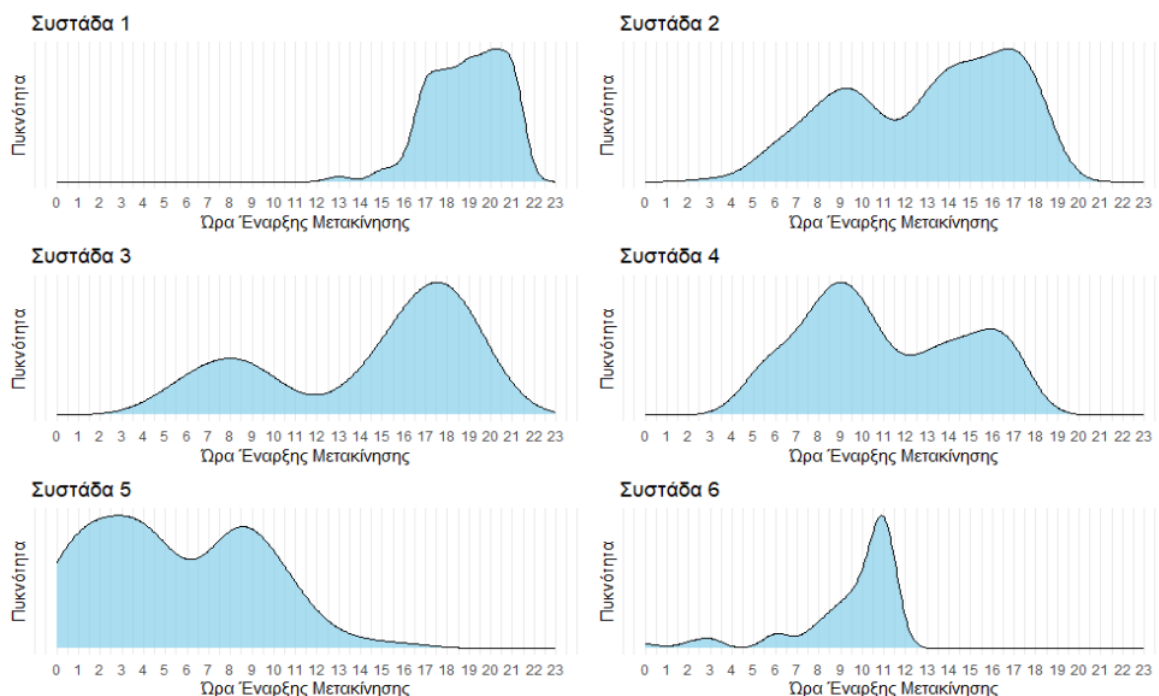 Συστάδα 1
Πυκνότητα
0 1 2 3 4 5 6 7 8 9 10 11 12 13 14 15 16 17 18 19 20 21 22 23
Ώρα Έναρξης Μετακίνησης
Συστάδα 2
Πυκνότητα
0 1 2 3 4 5 6 7 8 9 10 11 12 13 14 15 16 17 18 19 20 21 22 23
Ώρα Έναρξης Μετακίνησης
Συστάδα 3
Πυκνότητα
0 1 2 3 4 5 6 7 8 9 10 11 12 13 14 15 16 17 18 19 20 21 22 23
Ώρα Έναρξης Μετακίνησης
Συστάδα 4
Πυκνότητα
0 1 2 3 4 5 6 7 8 9 10 11 12 13 14 15 16 17 18 19 20 21 22 23
Ώρα Έναρξης Μετακίνησης
Συστάδα 5
Πυκνότητα
0 1 2 3 4 5 6 7 8 9 10 11 12 13 14 15 16 17 18 19 20 21 22 23
Ώρα Έναρξης Μετακίνησης
Συστάδα 6
Πυκνότητα
0 1 2 3 4 5 6 7 8 9 10 11 12 13 14 15 16 17 18 19 20 21 22 23
Ώρα Έναρξης Μετακίνησης